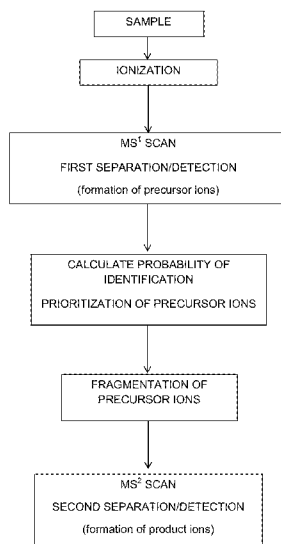 SAMPLE
IONIZATION
MS¹ SCAN
FIRST SEPARATION/DETECTION
(formation of precursor ions)
CALCULATE PROBABILITY OF
IDENTIFICATION
PRIORITIZATION OF PRECURSOR IONS
FRAGMENTATION OF
PRECURSOR IONS
MS² SCAN
SECOND SEPARATION/DETECTION
(formation of product ions)